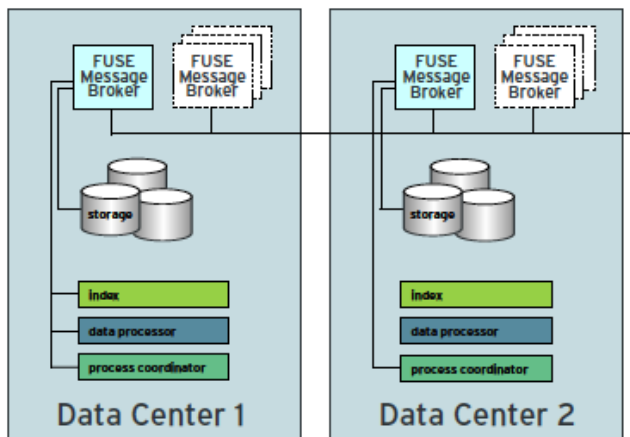 FUSE
Message
Broker
FUSE
Message
Broker
storage
index
data processor
process coordinator
Data Center 1
FUSE
Message
Broker
FUSE
Message
Broker
storage
index
data processor
process coordinator
Data Center 2